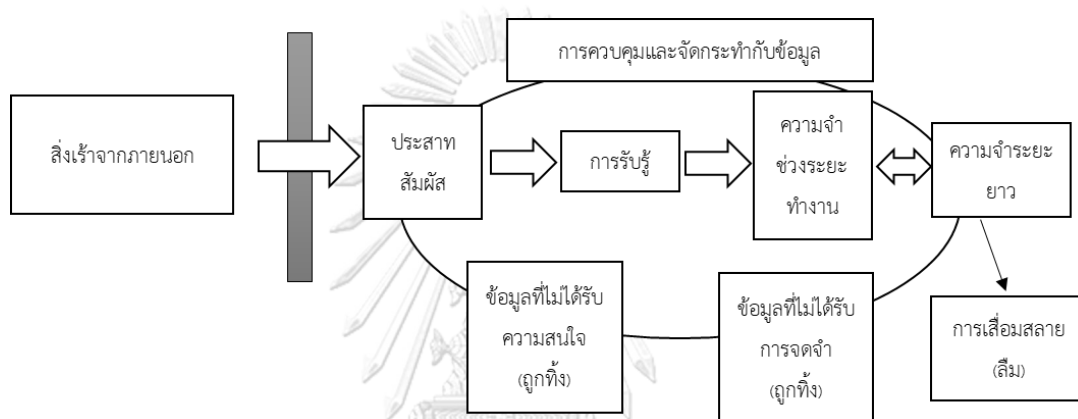 การควบคุมและจัดกระทำกับข้อมูล
สิ่งเร้าจากภายนอก
ประสาท
สัมผัส
การรับรู้
ความจำ
ช่วงระยะ
ทำงาน
ความจำระยะ
ยาว
ข้อมูลที่ไม่ได้รับ
ความสนใจ
(ถูกทิ้ง)
ข้อมูลที่ไม่ได้รับ
การจดจำ
(ถูกทิ้ง)
การเสื่อมสลาย
(ลืม)